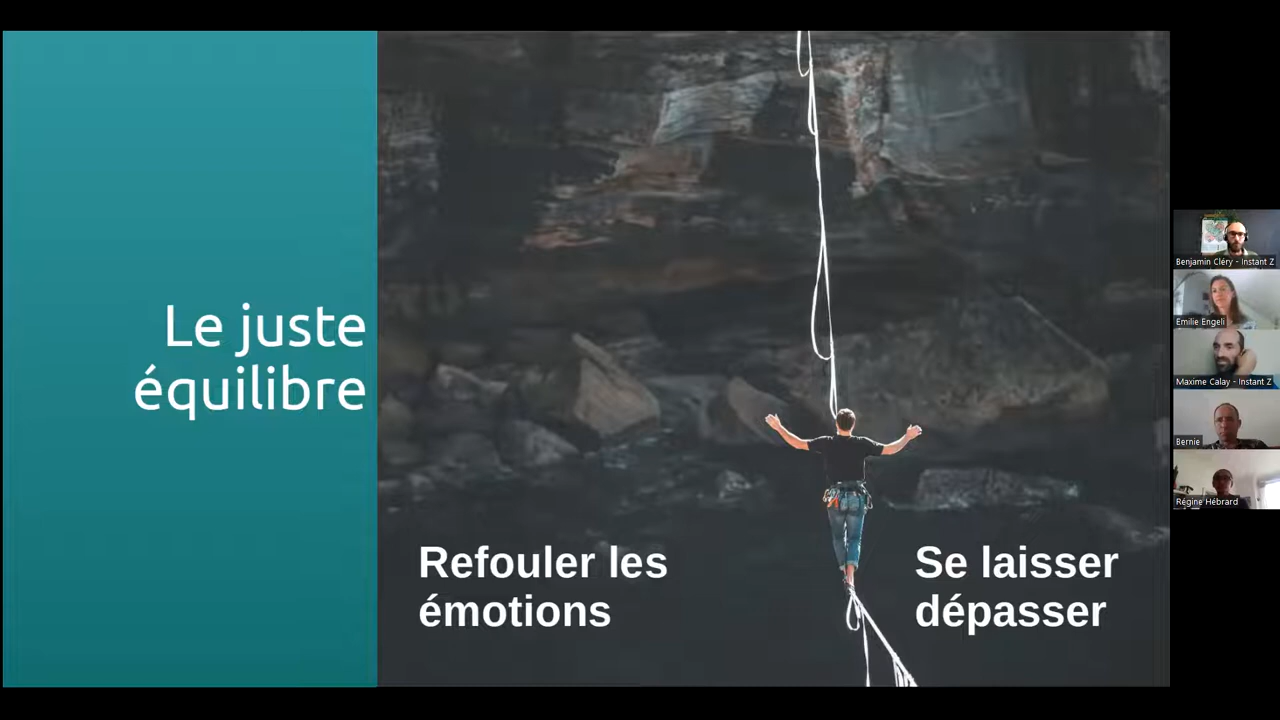 Le juste
équilibre
Refouler les
émotions
Se laisser
dépasser
Benjamin Cléry - Instant Z
Emilie Engeli
Maxime Calay - Instant Z
Bernie
Régine Hébrard